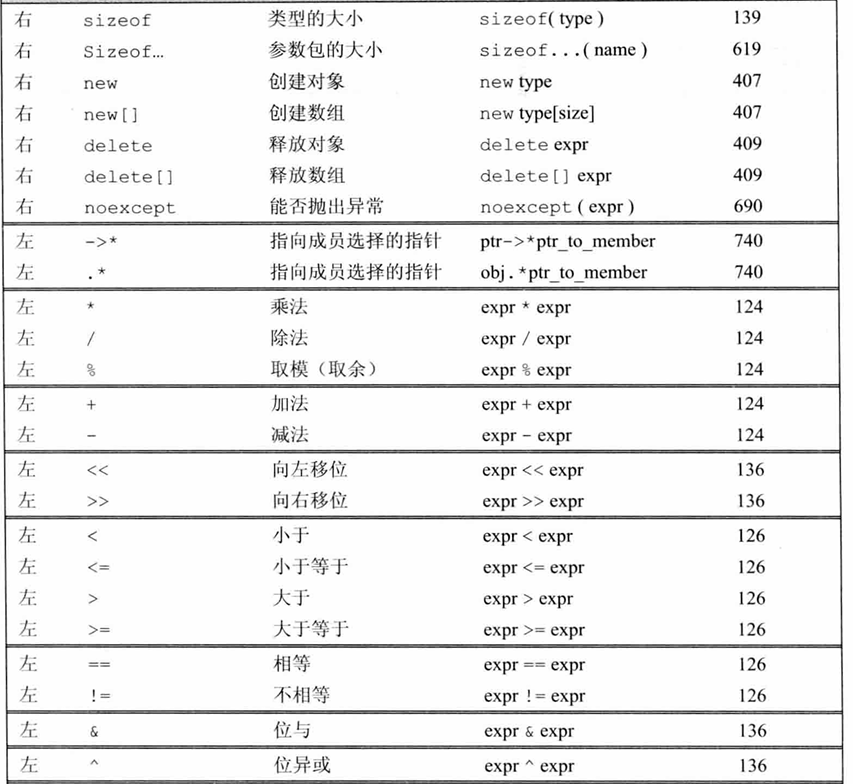 右 sizeof 类型的大小 sizeof( type ) 139
右 Sizeof… 参数包的大小 sizeof...( name ) 619
右 new 创建对象 new type 407
右 new[] 创建数组 new type[size] 407
右 delete 释放对象 delete expr 409
右 delete[] 释放数组 delete[] expr 409
右 noexcept 能否抛出异常 noexcept ( expr ) 690
左 ->* 指向成员选择的指针 ptr->*ptr_to_member 740
左 .* 指向成员选择的指针 obj.*ptr_to_member 740
左 * 乘法 expr * expr 124
左 / 除法 expr / expr 124
左 % 取模（取余） expr % expr 124
左 + 加法 expr + expr 124
左 - 减法 expr - expr 124
左 << 向左移位 expr << expr 136
左 >> 向右移位 expr >> expr 136
左 < 小于 expr < expr 126
左 <= 小于等于 expr <= expr 126
左 > 大于 expr > expr 126
左 >= 大于等于 expr >= expr 126
左 == 相等 expr == expr 126
左 != 不相等 expr != expr 126
左 & 位与 expr & expr 136
左 ^ 位异或 expr ^ expr 136